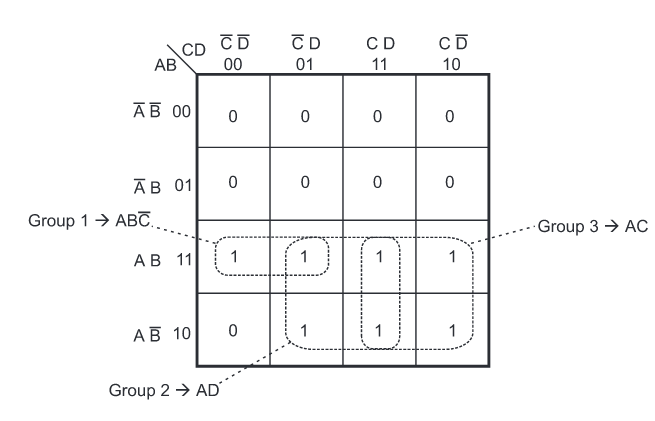 C̅ D̅ C̅ D C D C D̅
CD
AB 00 01 11 10
A̅ B̅ 00 0 0 0 0
A̅ B 01 0 0 0 0
Group 1 → ABC̅
Group 3 → AC
A B 11 1 1 1 1
A B̅ 10 0 1 1 1
Group 2 → AD